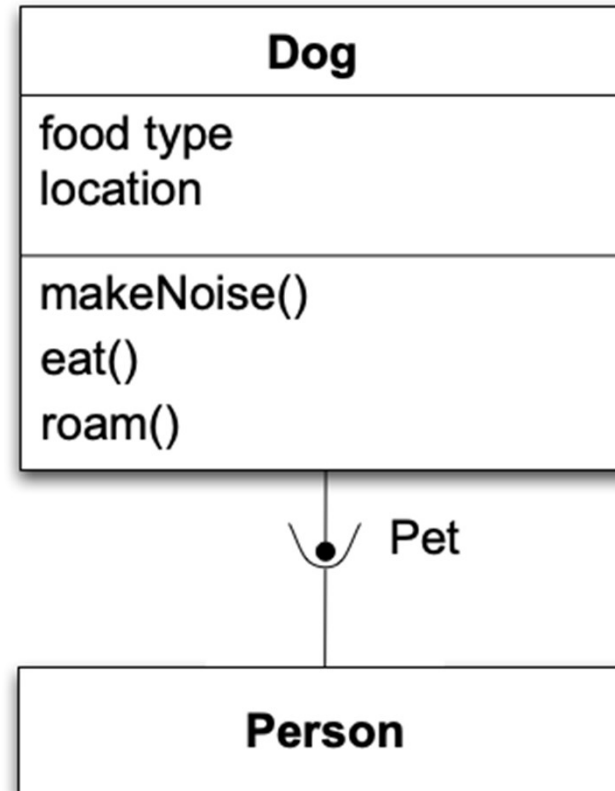 Dog
food type
location
makeNoise()
eat()
roam()
Pet
Person